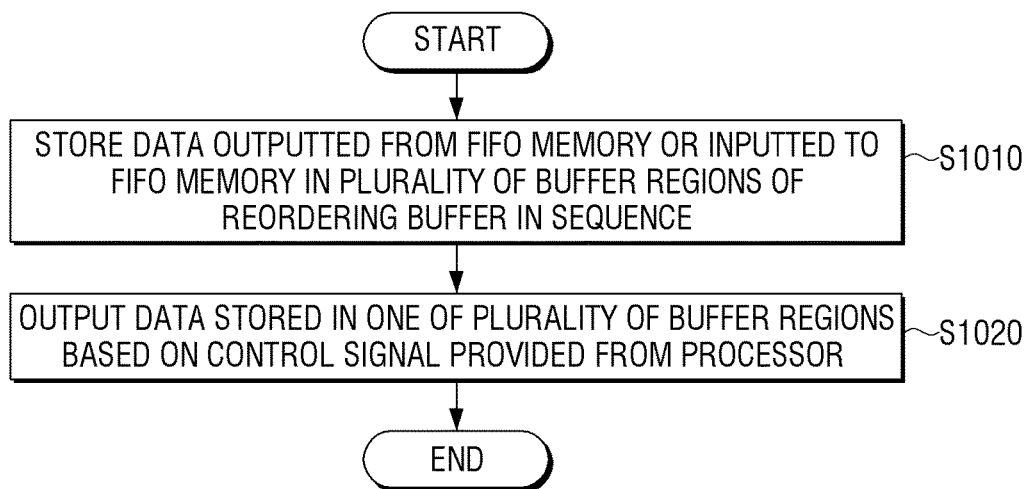 START
STORE DATA OUTPUTTED FROM FIFO MEMORY OR INPUTTED TO
FIFO MEMORY IN PLURALITY OF BUFFER REGIONS OF
REORDERING BUFFER IN SEQUENCE
S1010
OUTPUT DATA STORED IN ONE OF PLURALITY OF BUFFER REGIONS
BASED ON CONTROL SIGNAL PROVIDED FROM PROCESSOR
S1020
END